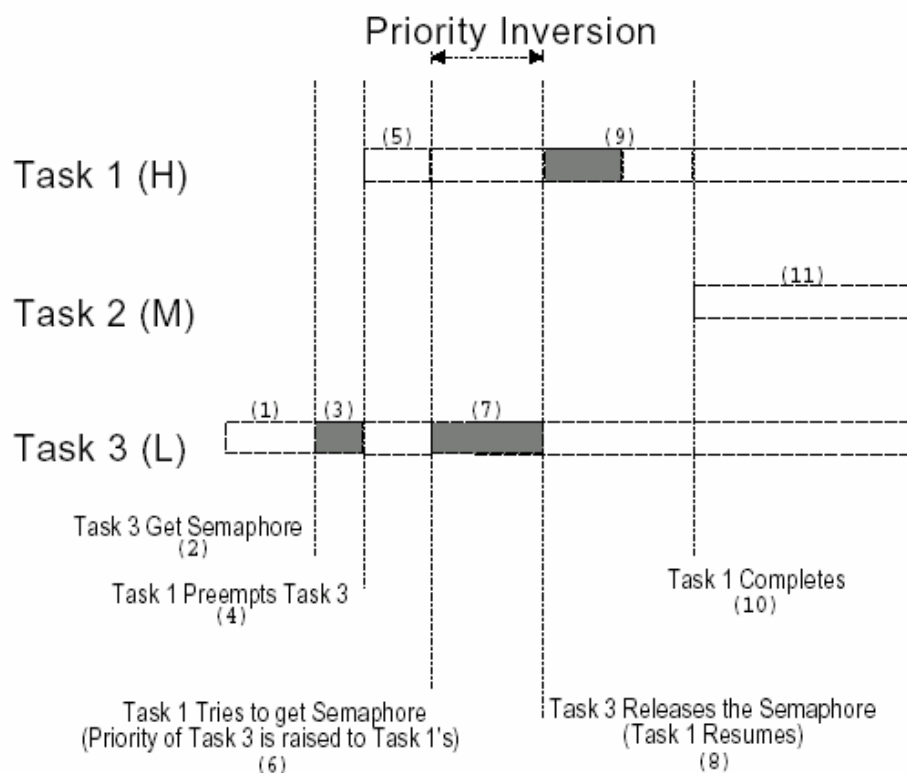 Priority Inversion
(5)
(9)
Task 1 (H)
(11)
Task 2 (M)
(1)
(3)
(7)
Task 3 (L)
Task 3 Get Semaphore
(2)
Task 1 Preempts Task 3
(4)
Task 1 Completes
(10)
Task 1 Tries to get Semaphore
(Priority of Task 3 is raised to Task 1's)
(6)
Task 3 Releases the Semaphore
(Task 1 Resumes)
(8)